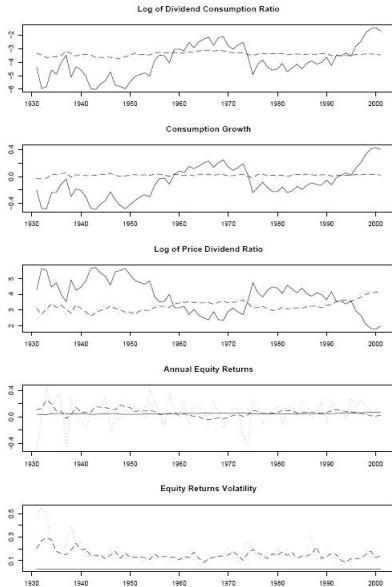 Log of Dividend Consumption Ratio
-2
-3
-4
-5
-6
1930 1940 1950 1960 1970 1980 1990 2000
Consumption Growth
0.4
0.0
-0.4
1930 1940 1950 1960 1970 1980 1990 2000
Log of Price Dividend Ratio
5
4
3
2
1930 1940 1950 1960 1970 1980 1990 2000
Annual Equity Returns
0.4
0.0
-0.4
1930 1940 1950 1960 1970 1980 1990 2000
Equity Returns Volatility
0.5
0.3
0.1
1930 1940 1950 1960 1970 1980 1990 2000